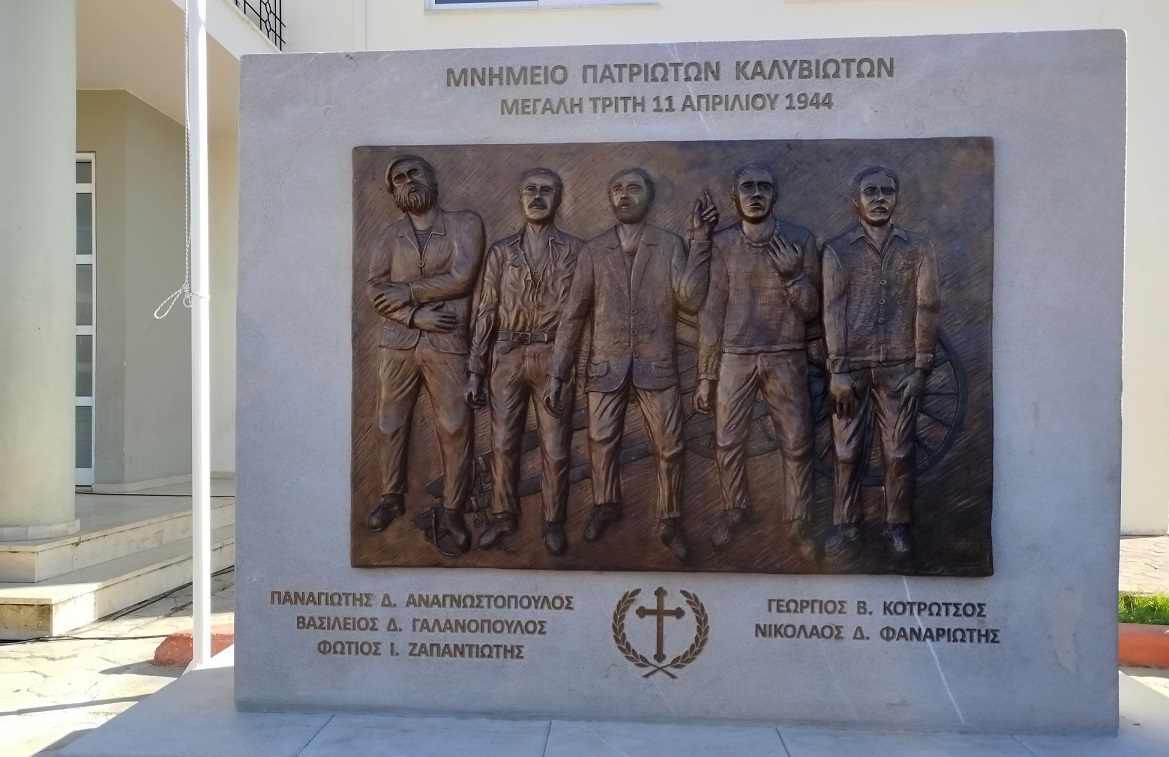 ΜΝΗΜΕΙΟ ΠΑΤΡΙΩΤΩΝ ΚΑΛΥΒΙΩΤΩΝ
ΜΕΓΑΛΗ ΤΡΙΤΗ 11 ΑΠΡΙΛΙΟΥ 1944
ΠΑΝΑΓΙΩΤΗΣ Δ. ΑΝΑΓΝΩΣΤΟΠΟΥΛΟΣ
ΒΑΣΙΛΕΙΟΣ Δ. ΓΑΛΑΝΟΠΟΥΛΟΣ
ΦΩΤΙΟΣ Ι. ΖΑΠΑΝΤΙΩΤΗΣ
ΓΕΩΡΓΙΟΣ Β. ΚΟΤΡΩΤΣΟΣ
ΝΙΚΟΛΑΟΣ Δ. ΦΑΝΑΡΙΩΤΗΣ